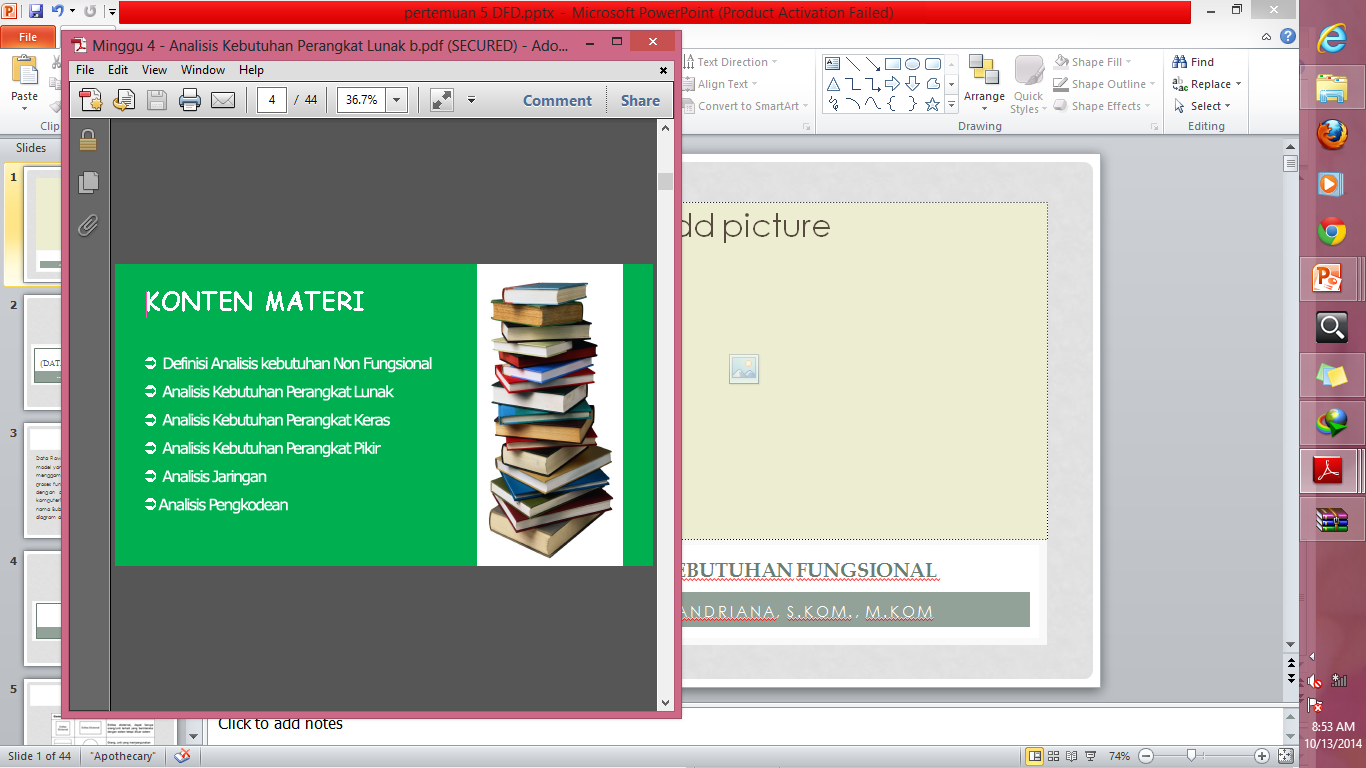 pertemuan 5 DFD.pptx - Microsoft PowerPoint (Product Activation Failed)
File
Minggu 4 - Analisis Kebutuhan Perangkat Lunak b.pdf (SECURED) - Ado...
File Edit View Window Help
4 / 44 36.7% Comment Share
Paste
Text Direction
Align Text
Convert to SmartArt
Arrange
Quick Styles
Shape Fill
Shape Outline
Shape Effects
Drawing
Find
Replace
Select
Editing
Slides
1
2
3
4
5
KONTEN MATERI
Definisi Analisis kebutuhan Non Fungsional
Analisis Kebutuhan Perangkat Lunak
Analisis Kebutuhan Perangkat Keras
Analisis Kebutuhan Perangkat Pikir
Analisis Jaringan
Analisis Pengkodean
dd picture
EBUTUHAN FUNGSIONAL
ANDRIANA, S.KOM., M.KOM
Click to add notes
Slide 1 of 44 "Apothecary" 74%
8:53 AM
10/13/2014